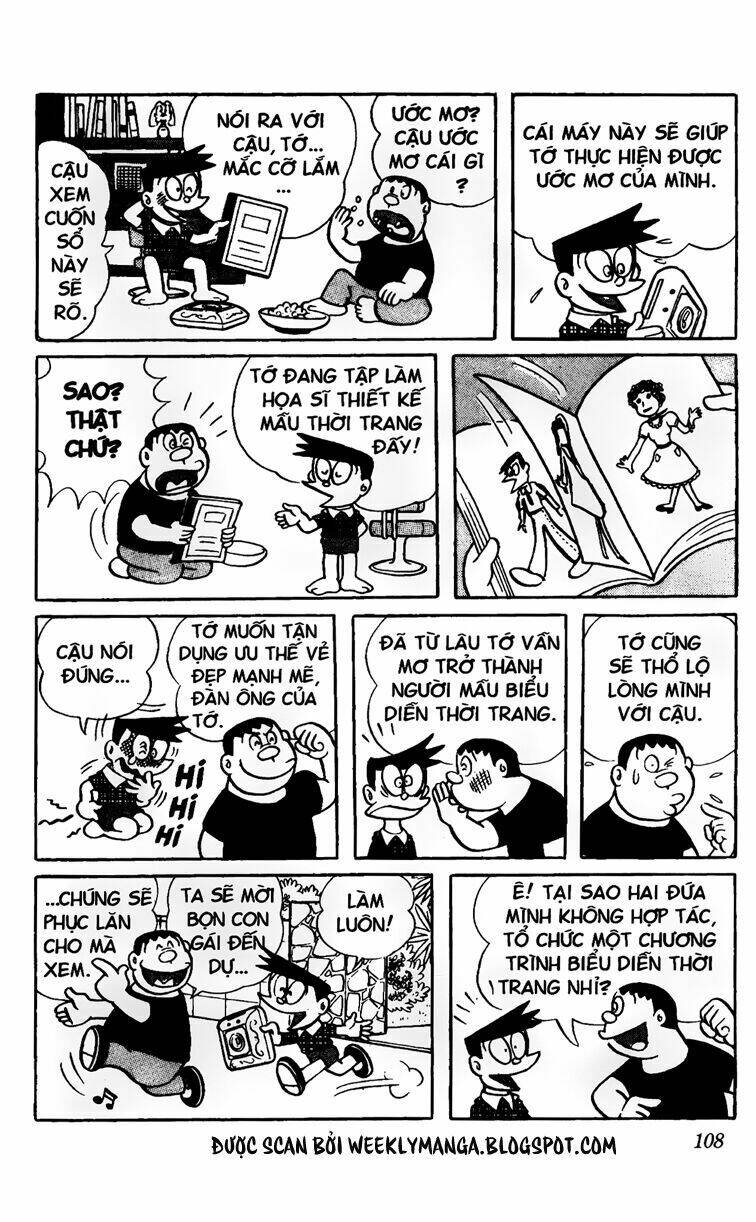 CÁI MÁY NÀY SẼ GIÚP
TỚ THỰC HIỆN ĐƯỢC
ƯỚC MƠ CỦA MÌNH.
ƯỚC MƠ?
CẬU ƯỚC
MƠ CÁI GÌ
?
NÓI RA VỚI
CẬU, TỚ...
MẮC CỠ LẮM
...
CẬU
XEM
CUỐN
SỔ
NÀY
SẼ
RÕ.
TỚ ĐANG TẬP LÀM
HỌA SĨ THIẾT KẾ
MẪU THỜI TRANG
ĐẤY!
SAO?
THẬT
CHỨ?
TỚ CŨNG
SẼ THỔ LỘ
LÒNG MÌNH
VỚI CẬU.
ĐÃ TỪ LÂU TỚ VẪN
MƠ TRỞ THÀNH
NGƯỜI MẪU BIỂU
DIỄN THỜI TRANG.
TỚ MUỐN TẬN
DỤNG ƯU THẾ VẺ
ĐẸP MẠNH MẼ,
ĐÀN ÔNG CỦA
TỚ.
CẬU NÓI
ĐÚNG...
Hi
Hi
Hi
Ê! TẠI SAO HAI ĐỨA
MÌNH KHÔNG HỢP TÁC,
TỔ CHỨC MỘT CHƯƠNG
TRÌNH BIỂU DIỄN THỜI
TRANG NHỈ?
LÀM
LUÔN!
TA SẼ MỜI
BỌN CON
GÁI ĐẾN
DỰ...
...CHÚNG SẼ
PHỤC LĂN
CHO MÀ
XEM.
ĐƯỢC SCAN BỞI WEEKLYMANGA.BLOGSPOT.COM
108